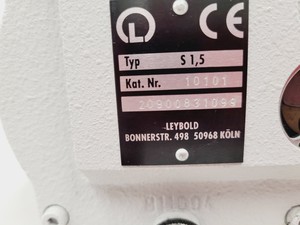 CE
Typ S 1,5
Kat. Nr. 10101
20900831099
LEYBOLD
BONNERSTR. 498 50968 KÖLN